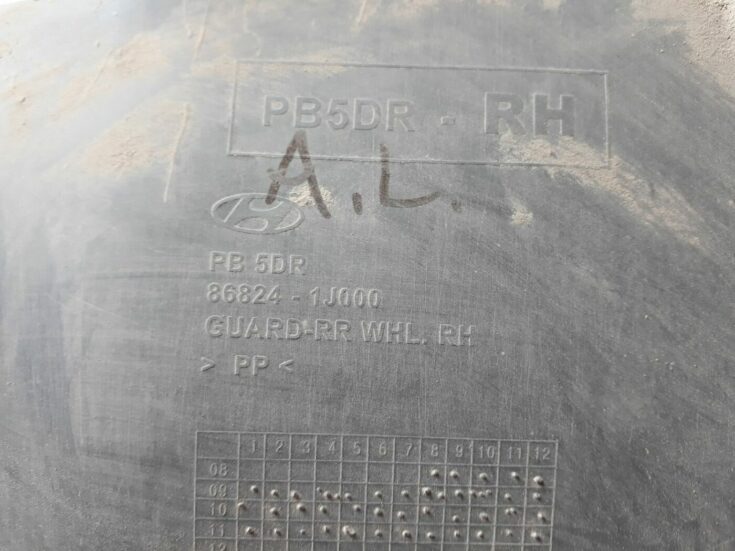 PB5DR - RH
A.L.
PB 5DR
86824 - 1J000
GUARD-RR WHL. RH
> PP <
1 2 3 4 5 6 7 8 9 10 11 12
08
09
10
11